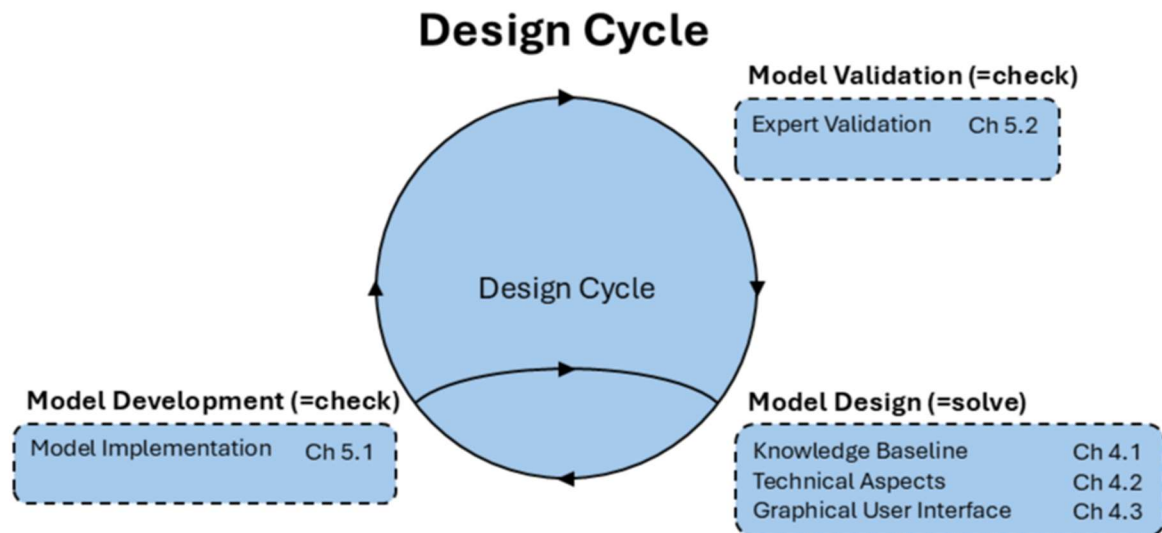 Design Cycle
Model Validation (=check)
Expert Validation Ch 5.2
Design Cycle
Model Development (=check)
Model Implementation Ch 5.1
Model Design (=solve)
Knowledge Baseline Ch 4.1
Technical Aspects Ch 4.2
Graphical User Interface Ch 4.3